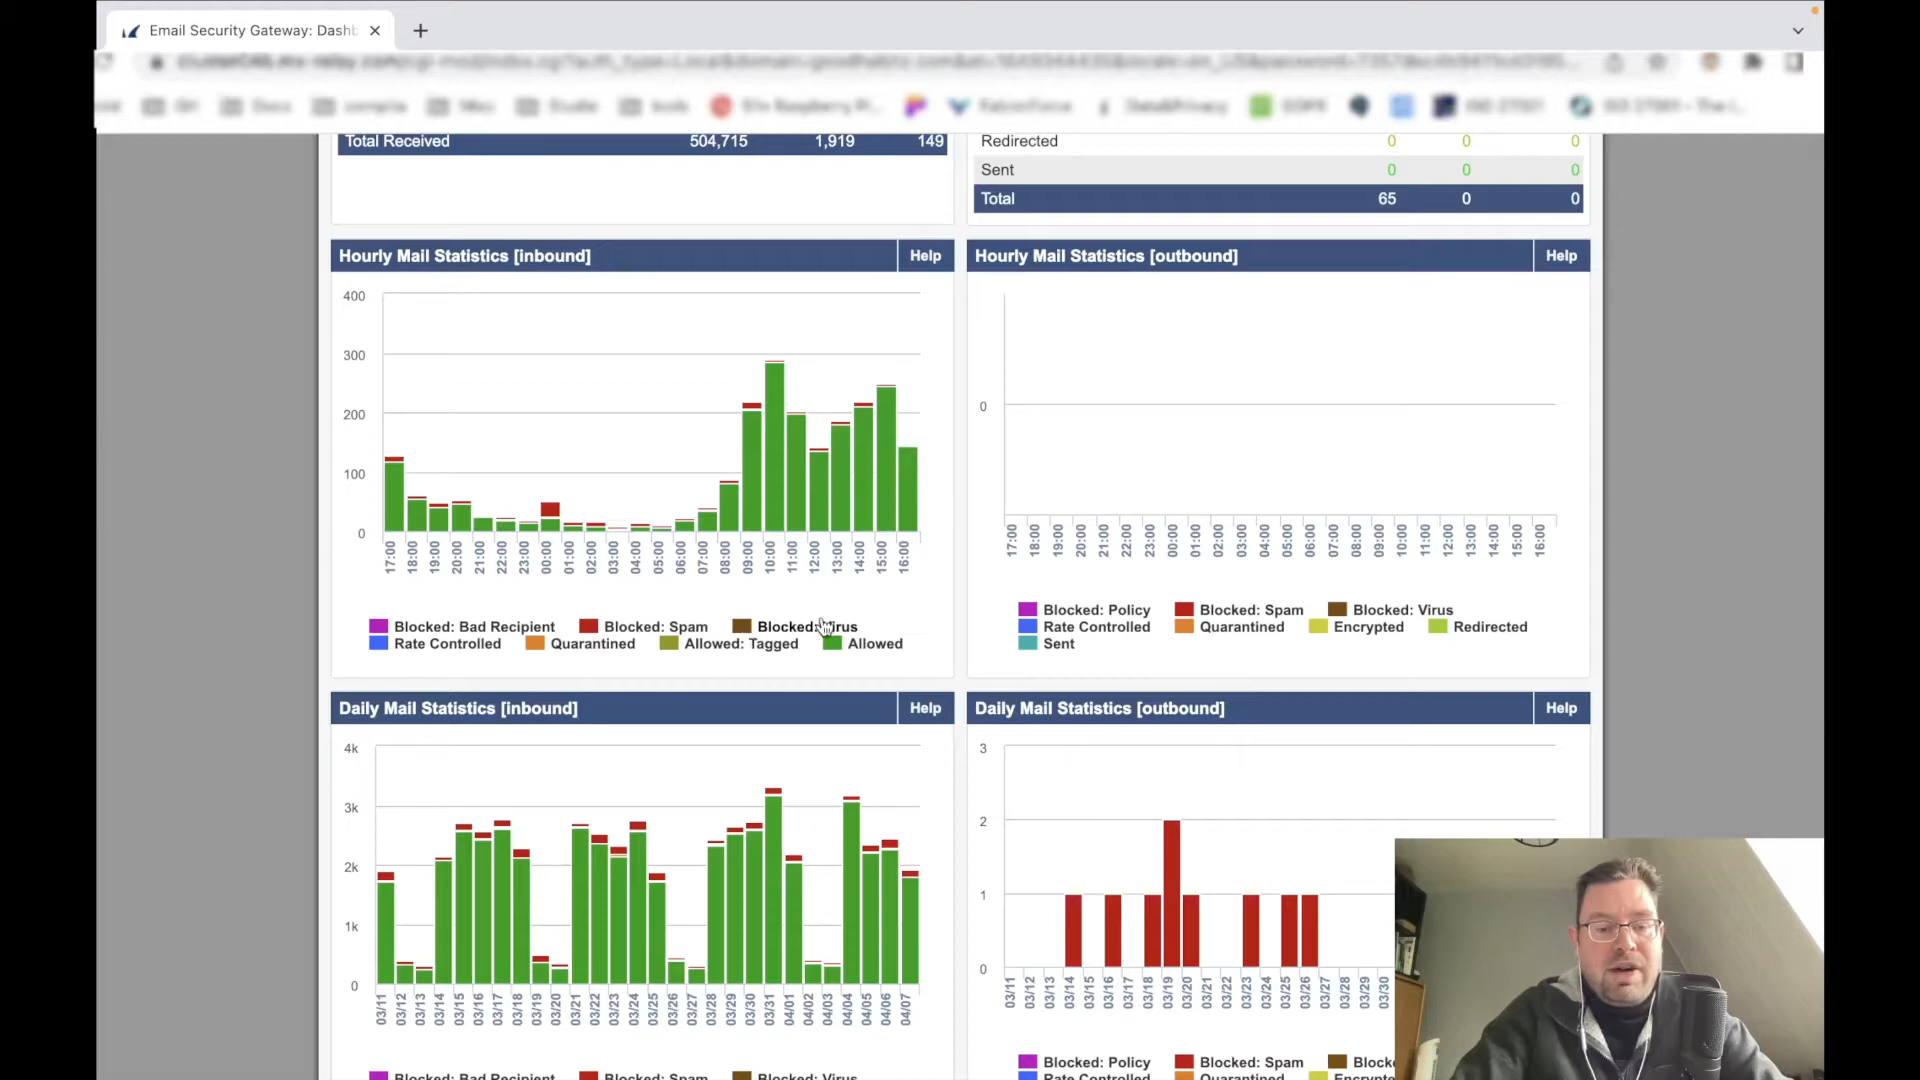 Email Security Gateway: Dashb
Total Received 504,715 1,919 149
Redirected 0 0 0
Sent 0 0 0
Total 65 0 0
Hourly Mail Statistics [inbound] Help
400
300
200
100
0
17:00 18:00 19:00 20:00 21:00 22:00 23:00 00:00 01:00 02:00 03:00 04:00 05:00 06:00 07:00 08:00 09:00 10:00 11:00 12:00 13:00 14:00 15:00 16:00
Blocked: Bad Recipient Blocked: Spam Blocked: Virus
Rate Controlled Quarantined Allowed: Tagged Allowed
Hourly Mail Statistics [outbound] Help
0
17:00 18:00 19:00 20:00 21:00 22:00 23:00 00:00 01:00 02:00 03:00 04:00 05:00 06:00 07:00 08:00 09:00 10:00 11:00 12:00 13:00 14:00 15:00 16:00
Blocked: Policy Blocked: Spam Blocked: Virus
Rate Controlled Quarantined Encrypted Redirected
Sent
Daily Mail Statistics [inbound] Help
4k
3k
2k
1k
0
03/11 03/12 03/13 03/14 03/15 03/16 03/17 03/18 03/19 03/20 03/21 03/22 03/23 03/24 03/25 03/26 03/27 03/28 03/29 03/30 03/31 04/01 04/02 04/03 04/04 04/05 04/06 04/07
Blocked: Bad Recipient Blocked: Spam Blocked: Virus
Daily Mail Statistics [outbound] Help
3
2
1
0
03/11 03/12 03/13 03/14 03/15 03/16 03/17 03/18 03/19 03/20 03/21 03/22 03/23 03/24 03/25 03/26 03/27 03/28 03/29 03/30
Blocked: Policy Blocked: Spam Blocke
Rate Controlled Quarantined Encrypte